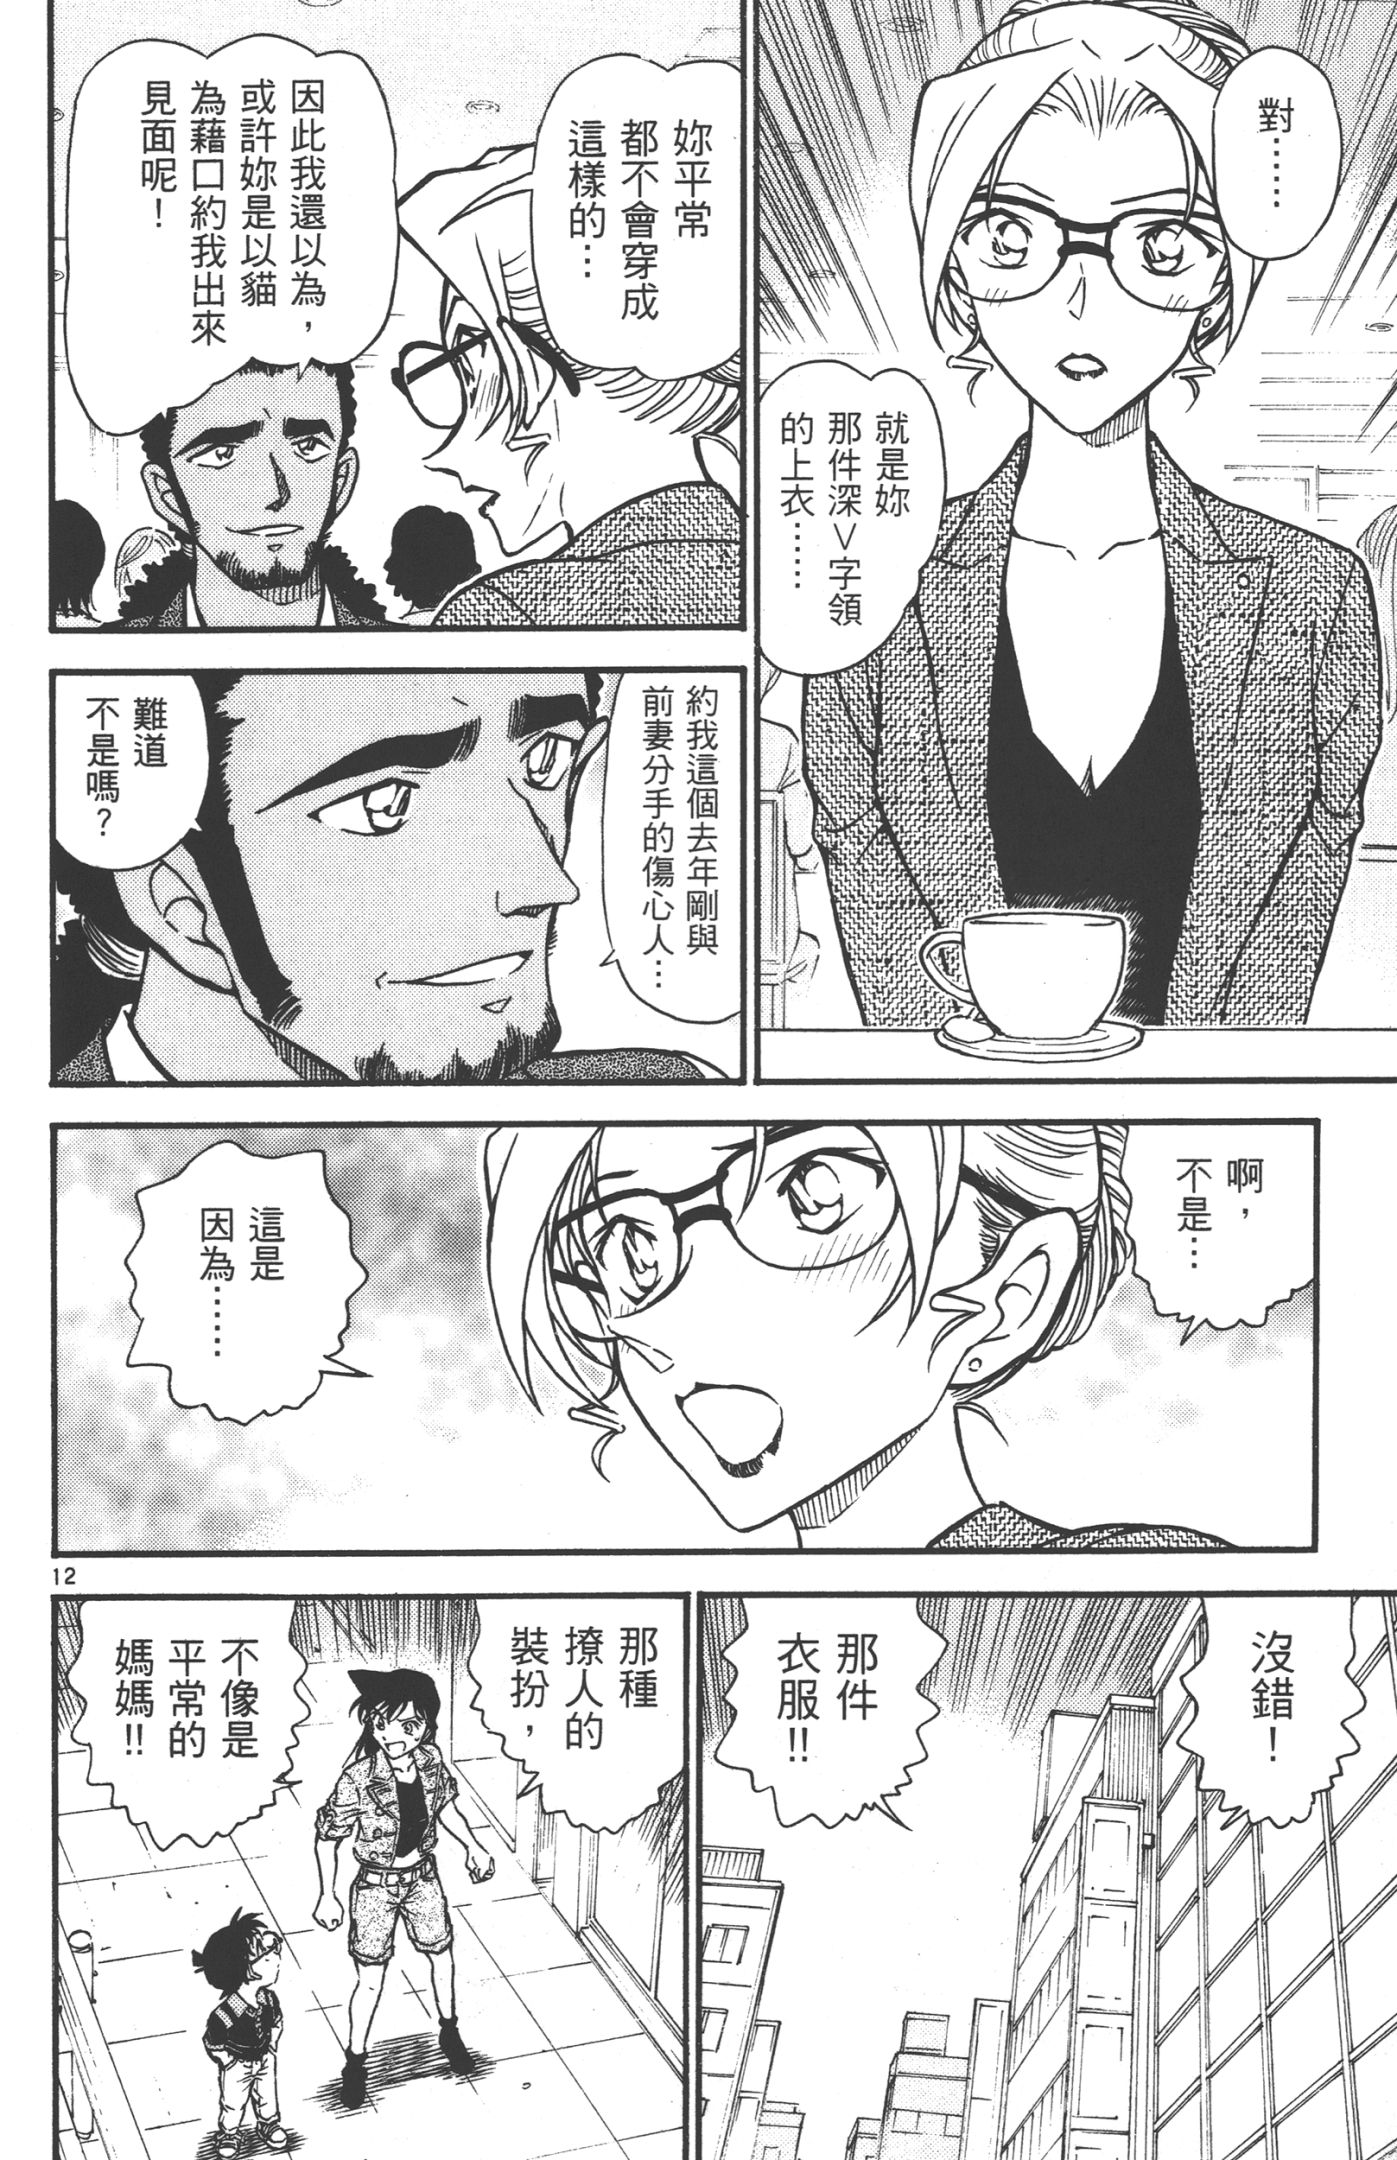 對……
就是妳
那件深V字領
的上衣……
妳平常
都不會穿成
這樣的…
因此我還以為，
或許妳是以貓
為藉口約我出來
見面呢！
約我這個去年剛與
前妻分手的傷心人…
難道
不是嗎？
啊，
不是…
這是
因為……
12
沒錯！
那件
衣服!!
那種
撩人的
裝扮，
不像是
平常的
媽媽!!